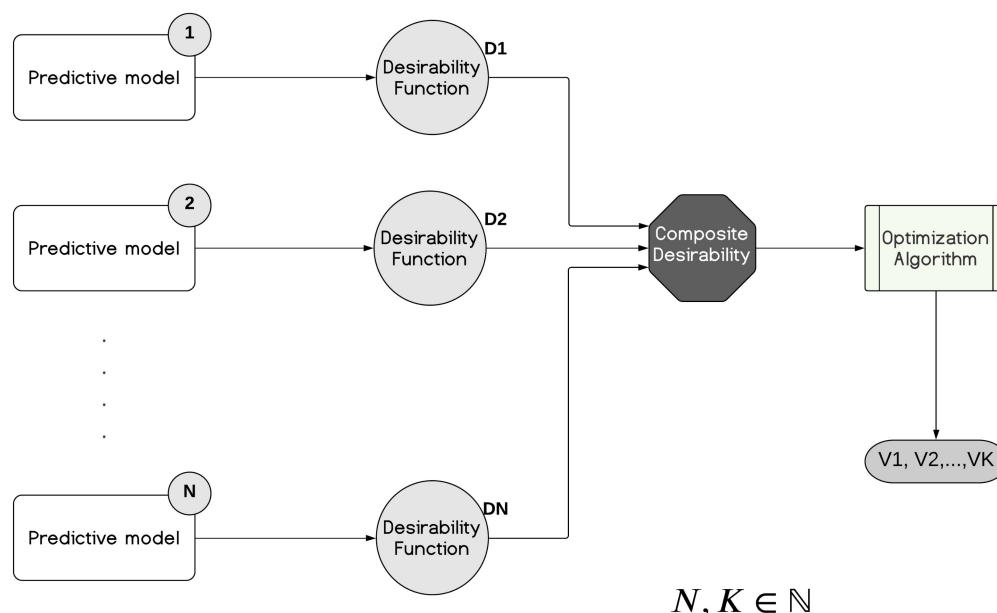 1
Predictive model
Desirability
Function
D1
2
Predictive model
Desirability
Function
D2
Composite
Desirability
Optimization
Algorithm
V1, V2,...,VK
N
Predictive model
Desirability
Function
DN
N, K ∈ ℕ